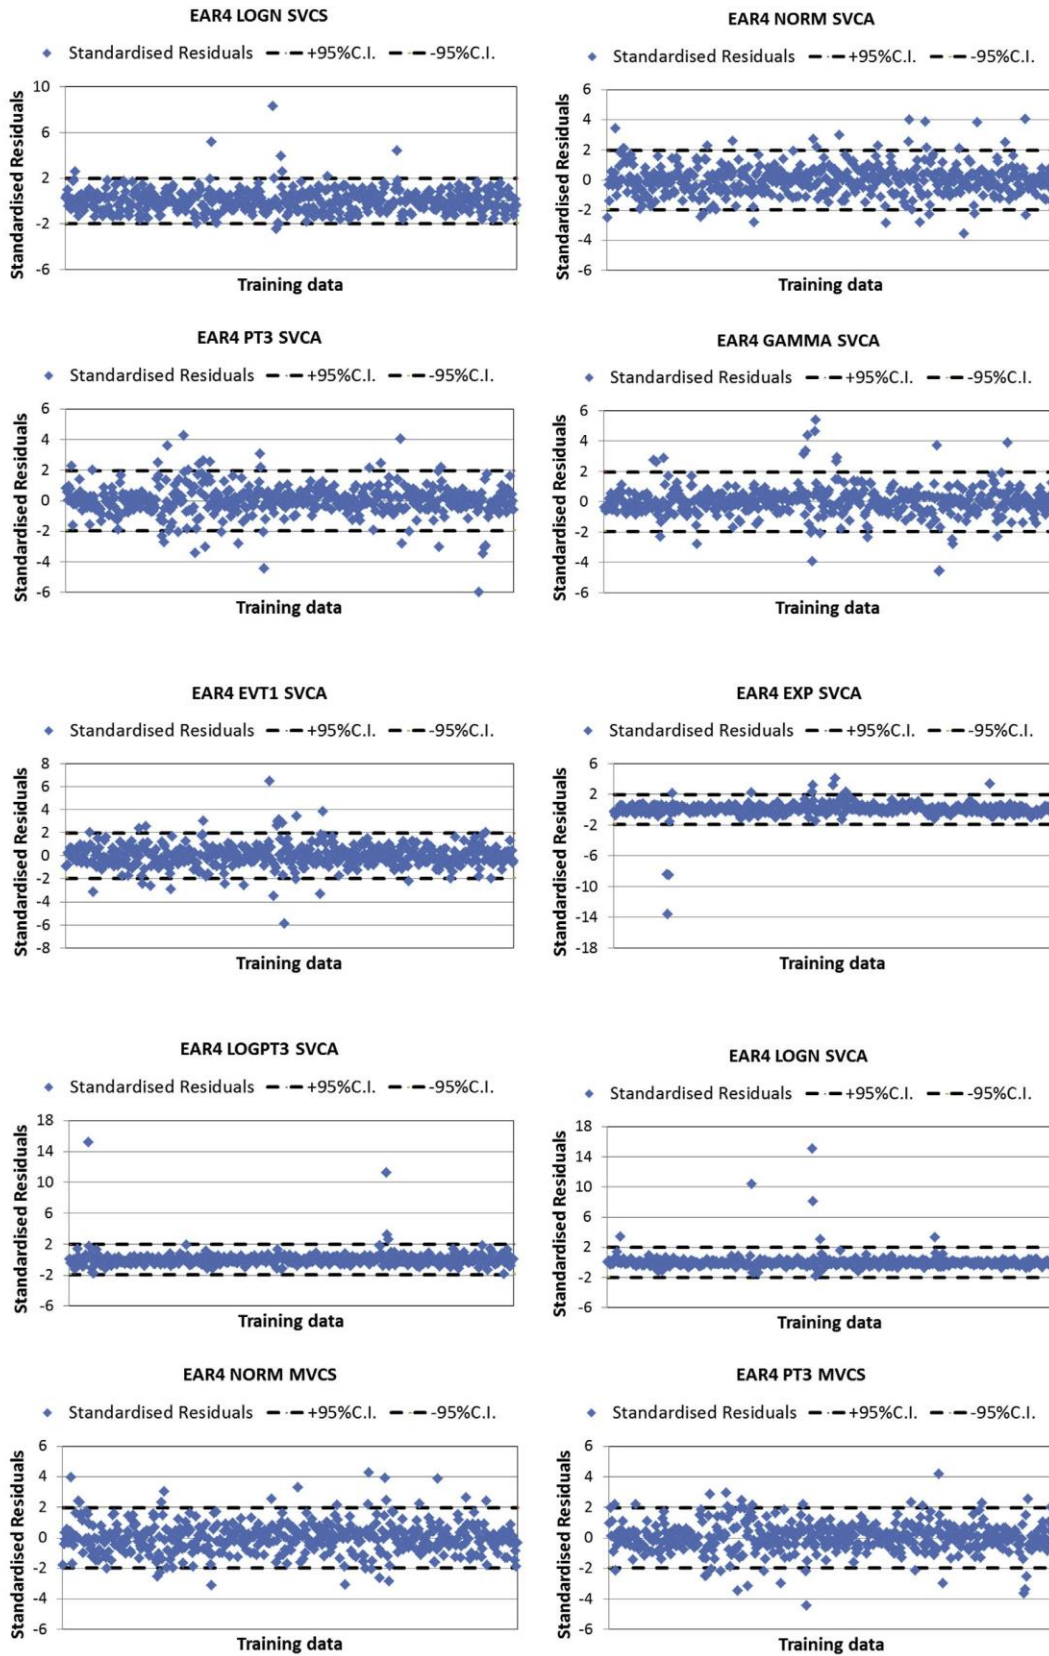 EAR4 LOGN SVCS
Standardised Residuals +95%C.I. -95%C.I.
Standardised Residuals
10
6
2
-2
-6
Training data
EAR4 NORM SVCA
Standardised Residuals +95%C.I. -95%C.I.
Standardised Residuals
6
4
2
0
-2
-4
-6
Training data
EAR4 PT3 SVCA
Standardised Residuals +95%C.I. -95%C.I.
Standardised Residuals
6
4
2
0
-2
-4
-6
Training data
EAR4 GAMMA SVCA
Standardised Residuals +95%C.I. -95%C.I.
Standardised Residuals
6
4
2
0
-2
-4
-6
Training data
EAR4 EVT1 SVCA
Standardised Residuals +95%C.I. -95%C.I.
Standardised Residuals
8
6
4
2
0
-2
-4
-6
-8
Training data
EAR4 EXP SVCA
Standardised Residuals +95%C.I. -95%C.I.
Standardised Residuals
6
2
-2
-6
-10
-14
-18
Training data
EAR4 LOGPT3 SVCA
Standardised Residuals +95%C.I. -95%C.I.
Standardised Residuals
18
14
10
6
2
-2
-6
Training data
EAR4 LOGN SVCA
Standardised Residuals +95%C.I. -95%C.I.
Standardised Residuals
18
14
10
6
2
-2
-6
Training data
EAR4 NORM MVCS
Standardised Residuals +95%C.I. -95%C.I.
Standardised Residuals
6
4
2
0
-2
-4
-6
Training data
EAR4 PT3 MVCS
Standardised Residuals +95%C.I. -95%C.I.
Standardised Residuals
6
4
2
0
-2
-4
-6
Training data